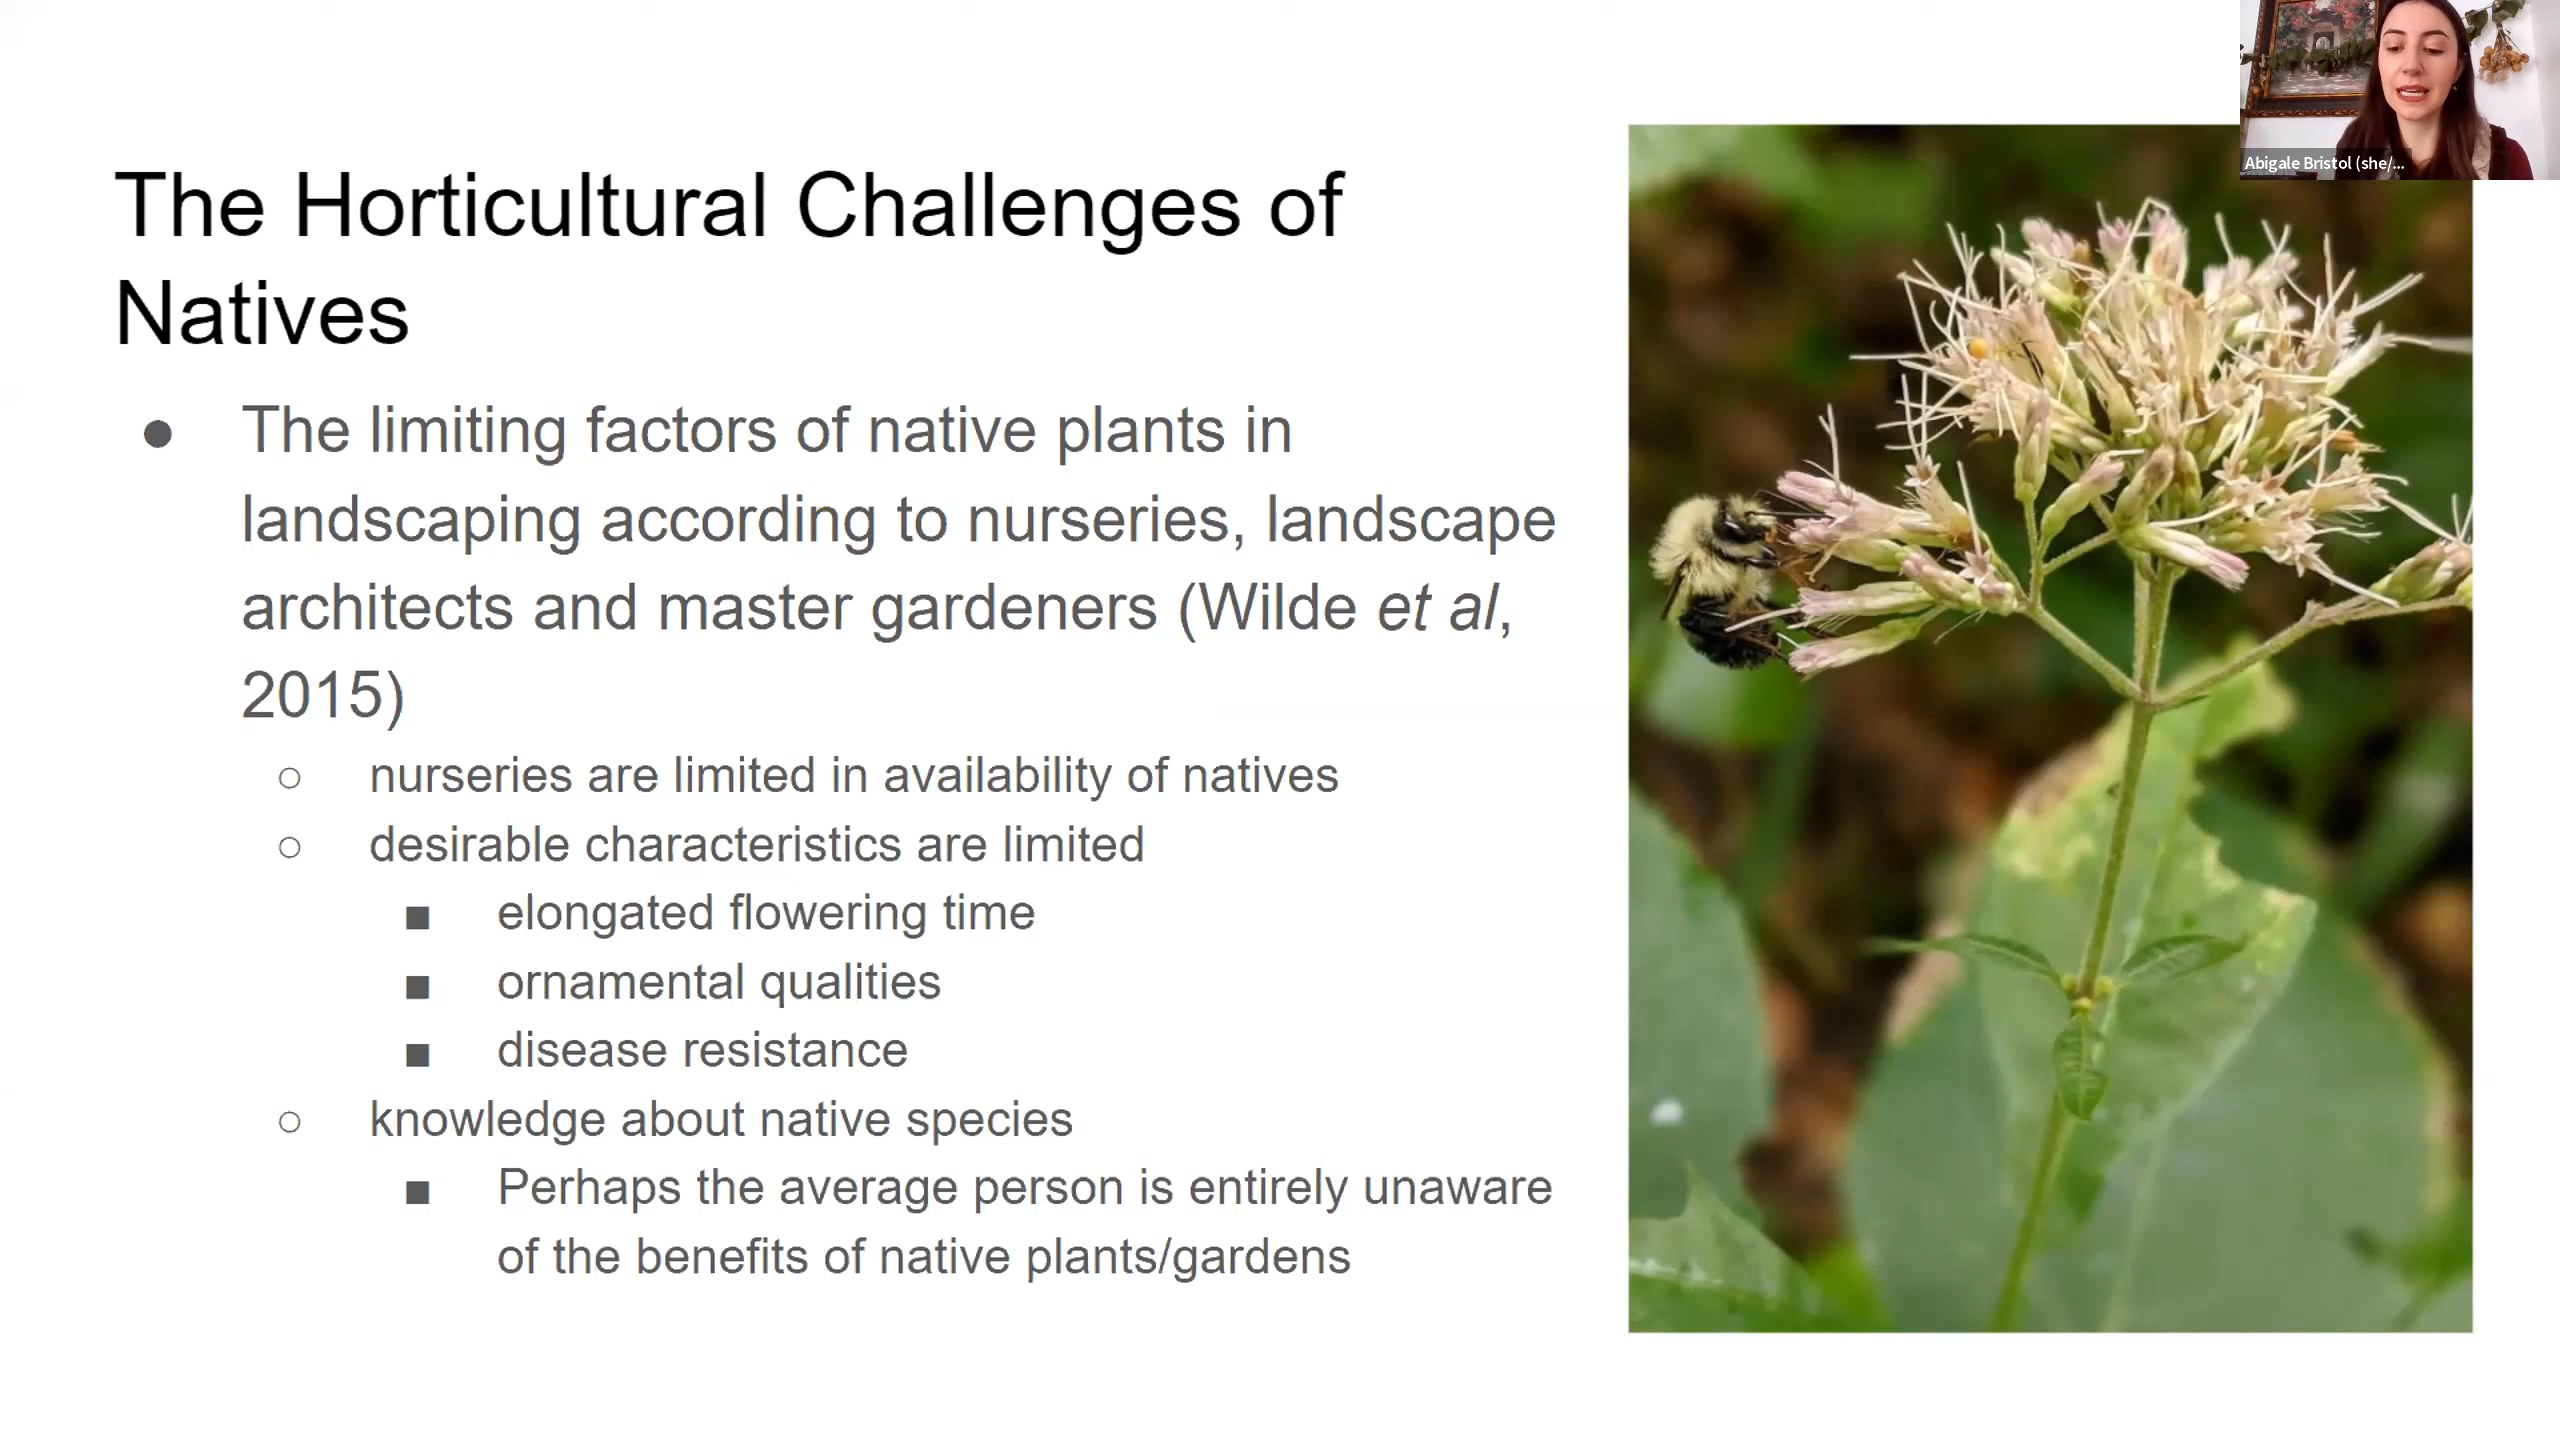 The Horticultural Challenges of
Natives
● The limiting factors of native plants in
landscaping according to nurseries, landscape
architects and master gardeners (Wilde et al,
2015)
○ nurseries are limited in availability of natives
○ desirable characteristics are limited
■ elongated flowering time
■ ornamental qualities
■ disease resistance
○ knowledge about native species
■ Perhaps the average person is entirely unaware
of the benefits of native plants/gardens
Abigale Bristol (she/...